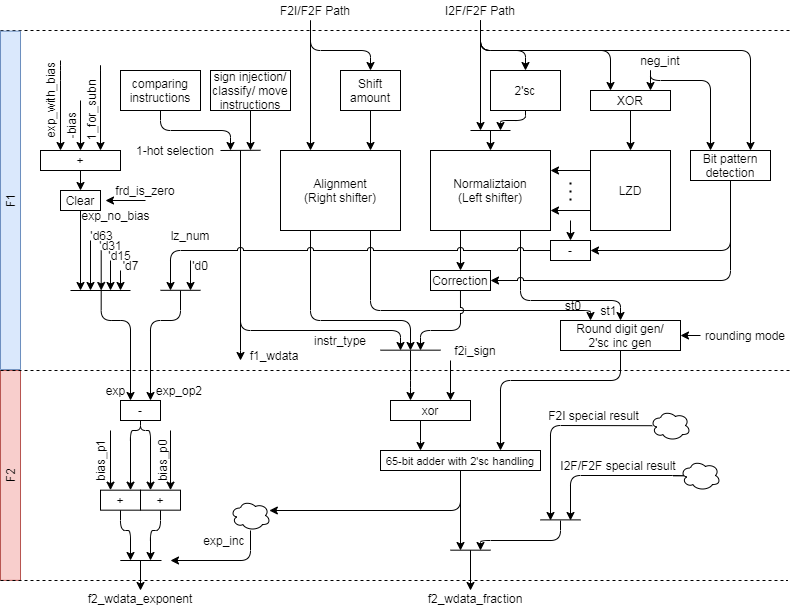 F2I/F2F Path
I2F/F2F Path
F1
exp_with_bias
-bias
1_for_subn
comparing
instructions
sign injection/
classify/ move
instructions
Shift
amount
2'sc
neg_int
XOR
1-hot selection
+
Clear
frd_is_zero
exp_no_bias
Alignment
(Right shifter)
Normaliztaion
(Left shifter)
LZD
Bit pattern
detection
'd63
'd31
'd15
'd7
lz_num
'd0
-
Correction
st0
st1
Round digit gen/
2'sc inc gen
rounding mode
instr_type
f1_wdata
f2i_sign
F2
exp
exp_op2
-
xor
F2I special result
bias_p1
bias_p0
65-bit adder with 2'sc handling
I2F/F2F special result
+
+
exp_inc
f2_wdata_exponent
f2_wdata_fraction